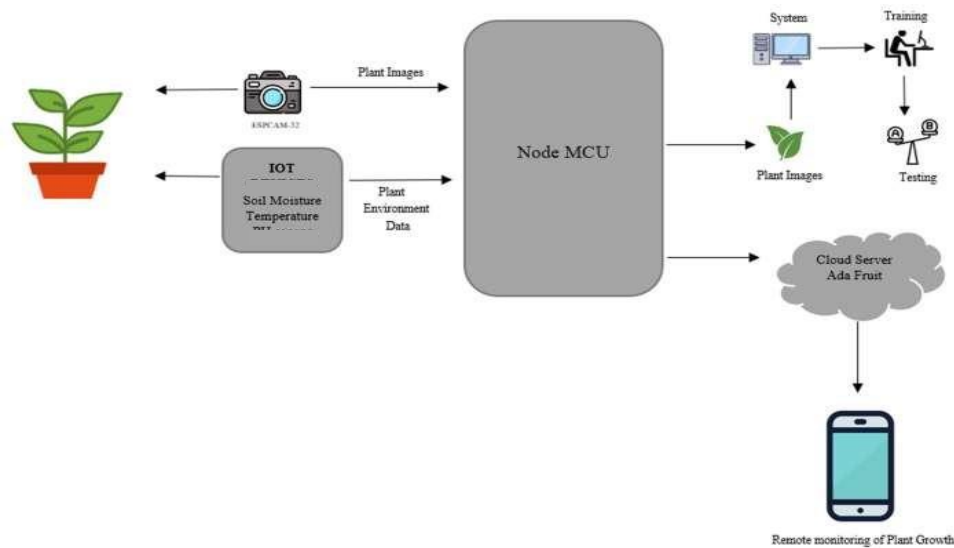 System
Training
Plant Images
ESPCAM-32
IOT
Soil Moisture
Temperature
Plant
Environment
Data
Node MCU
Plant Images
Testing
A
B
Cloud Server
Ada Fruit
Remote monitoring of Plant Growth